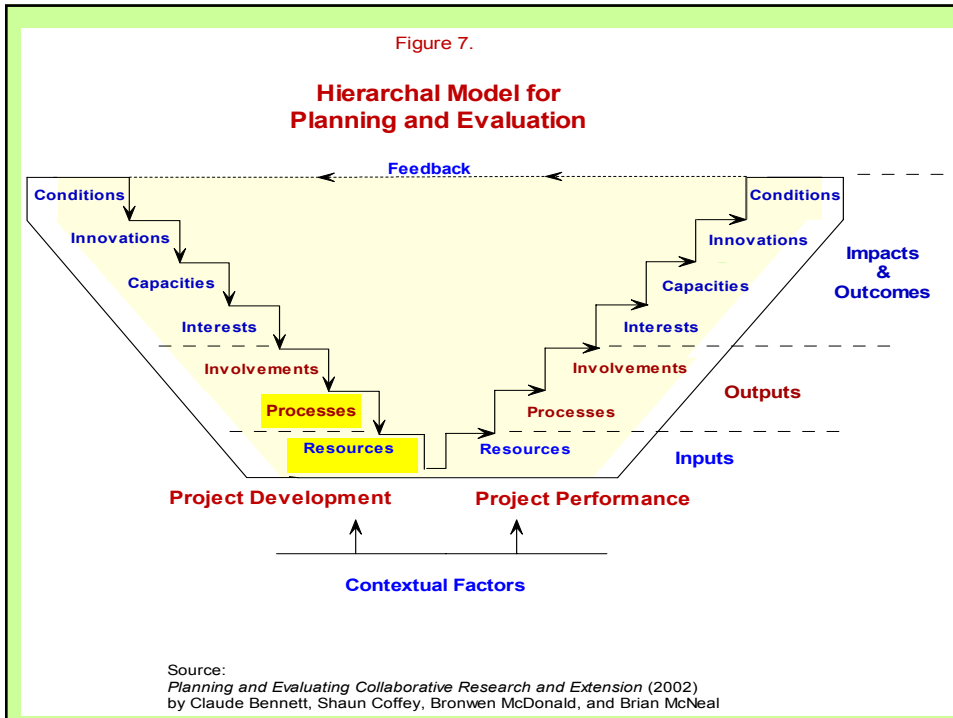 Figure 7.
Hierarchal Model for
Planning and Evaluation
Feedback
Conditions
Conditions
Innovations
Innovations
Capacities
Capacities
Interests
Interests
Impacts
&
Outcomes
Involvements
Involvements
Processes
Processes
Outputs
Resources
Resources
Inputs
Project Development
Project Performance
Contextual Factors
Source:
Planning and Evaluating Collaborative Research and Extension (2002)
by Claude Bennett, Shaun Coffey, Bronwen McDonald, and Brian McNeal